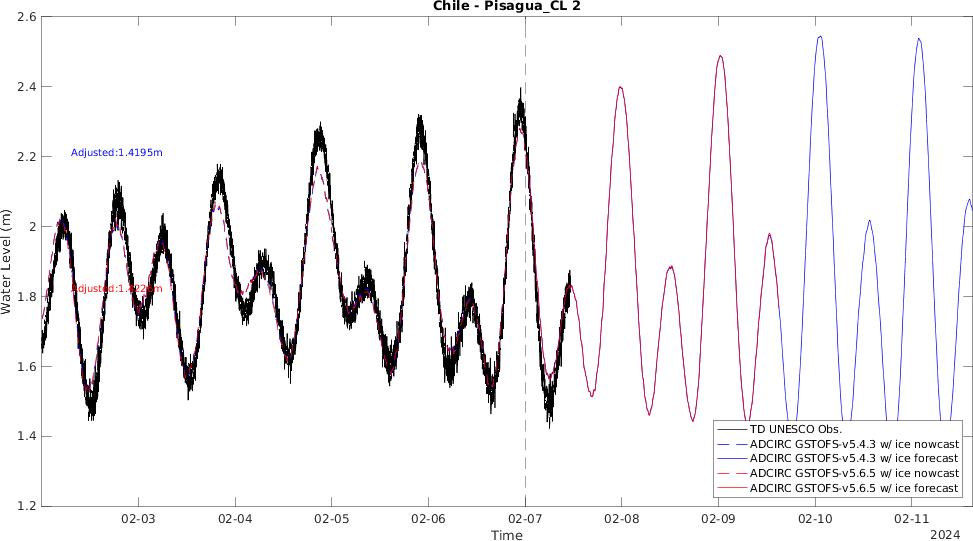 Chile - Pisagua_CL 2
2.6
2.4
2.2
2
1.8
1.6
1.4
1.2
Water Level (m)
Adjusted:1.4195m
TD UNESCO Obs.
ADCIRC GSTOFS-v5.4.3 w/ ice nowcast
ADCIRC GSTOFS-v5.4.3 w/ ice forecast
ADCIRC GSTOFS-v5.6.5 w/ ice nowcast
ADCIRC GSTOFS-v5.6.5 w/ ice forecast
02-03 02-04 02-05 02-06 02-07 02-08 02-09 02-10 02-11
Time
2024